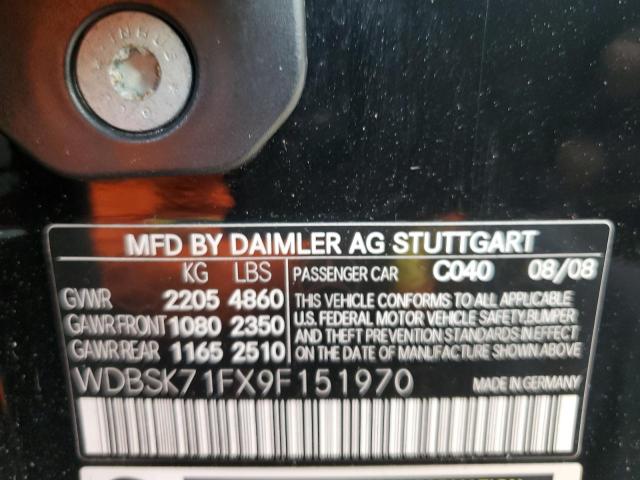 MFD BY DAIMLER AG STUTTGART
KG LBS
GVWR 2205 4860
GAWR FRONT 1080 2350
GAWR REAR 1165 2510
PASSENGER CAR C040 08/08
THIS VEHICLE CONFORMS TO ALL APPLICABLE
U.S. FEDERAL MOTOR VEHICLE SAFETY,BUMPER
AND THEFT PREVENTION STANDARDS IN EFFECT
ON THE DATE OF MANUFACTURE SHOWN ABOVE.
WDBSK71FX9F151970 MADE IN GERMANY